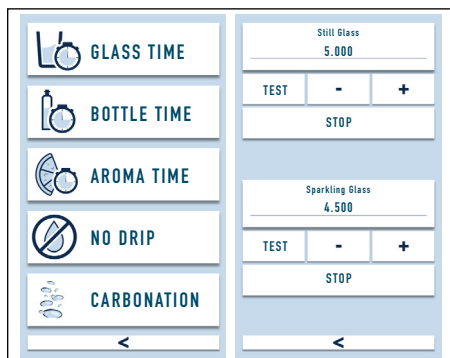 GLASS TIME
BOTTLE TIME
AROMA TIME
NO DRIP
CARBONATION
<
Still Glass
5.000
TEST - +
STOP
Sparkling Glass
4.500
TEST - +
STOP
<